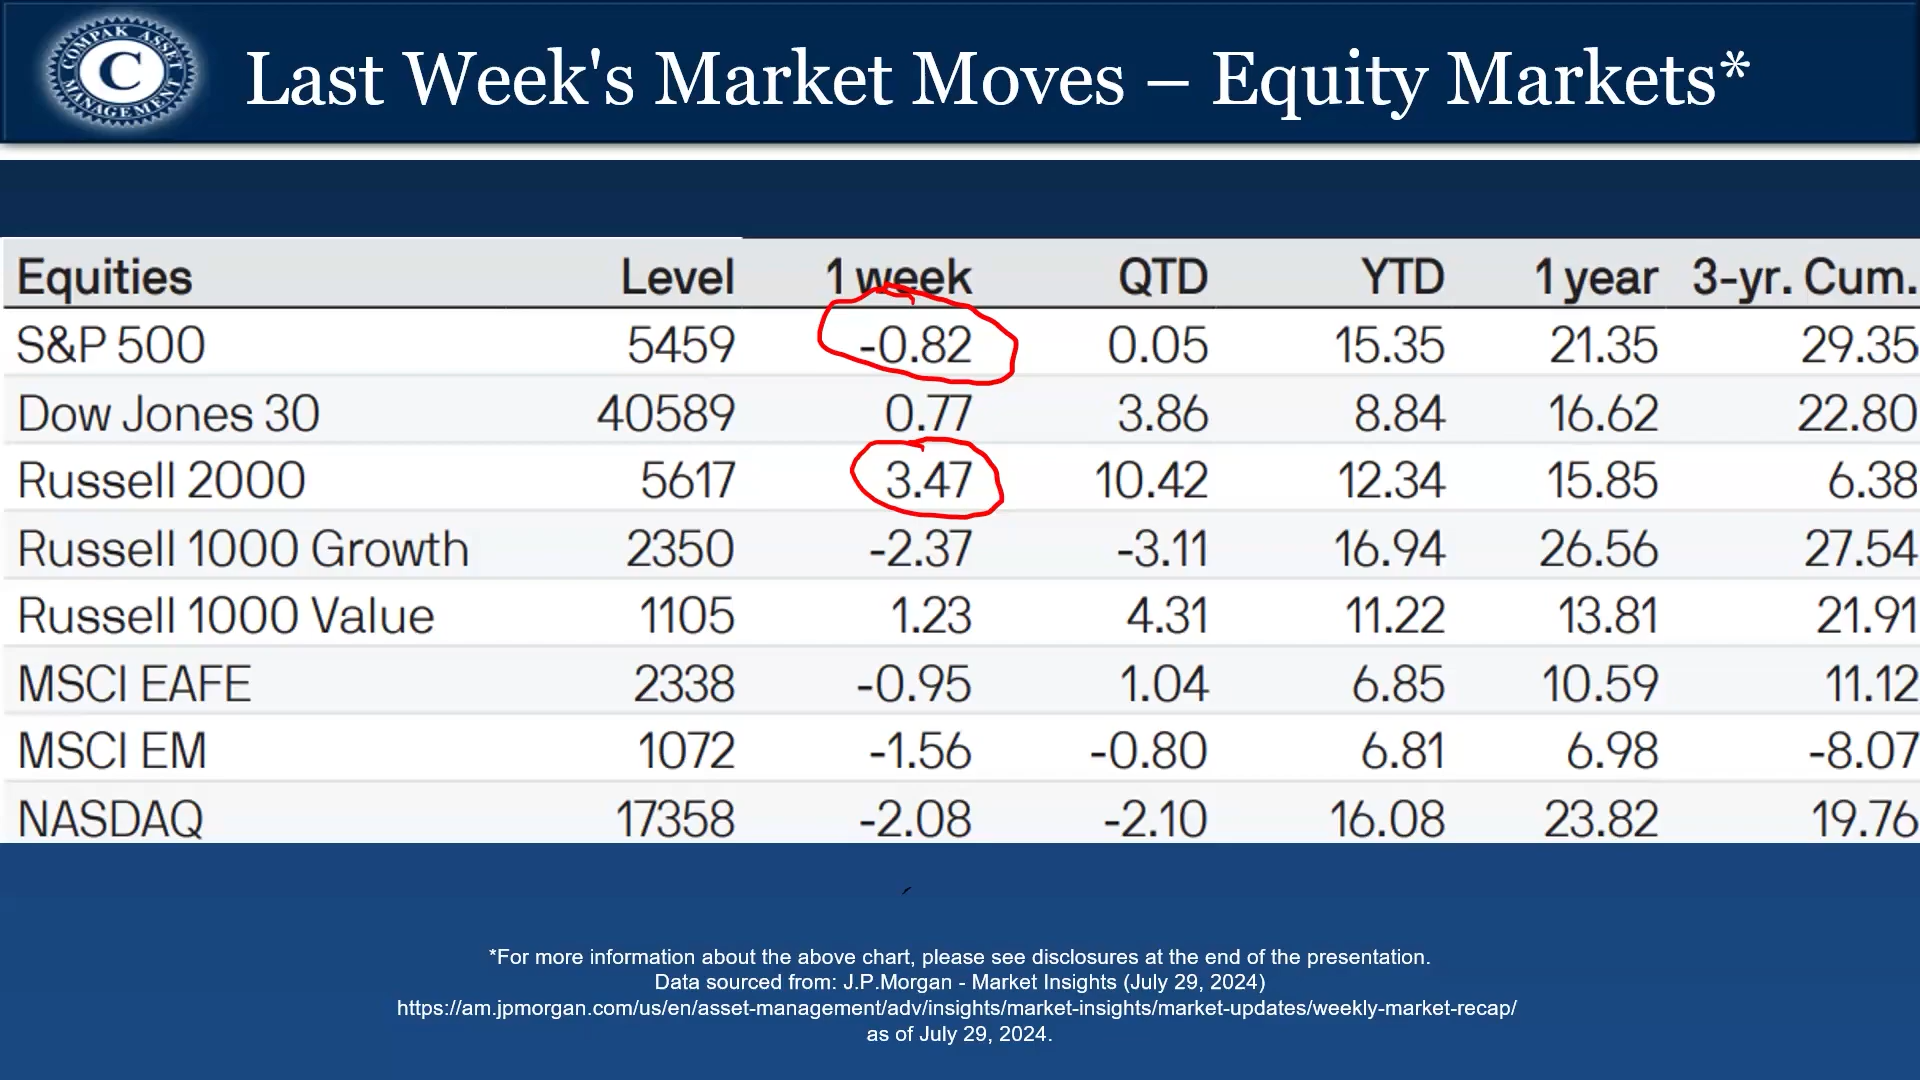 COMPAK ASSET MANAGEMENT
C
Last Week's Market Moves – Equity Markets*
Equities Level 1 week QTD YTD 1 year 3-yr. Cum.
S&P 500 5459 -0.82 0.05 15.35 21.35 29.35
Dow Jones 30 40589 0.77 3.86 8.84 16.62 22.80
Russell 2000 5617 3.47 10.42 12.34 15.85 6.38
Russell 1000 Growth 2350 -2.37 -3.11 16.94 26.56 27.54
Russell 1000 Value 1105 1.23 4.31 11.22 13.81 21.91
MSCI EAFE 2338 -0.95 1.04 6.85 10.59 11.12
MSCI EM 1072 -1.56 -0.80 6.81 6.98 -8.07
NASDAQ 17358 -2.08 -2.10 16.08 23.82 19.76
*For more information about the above chart, please see disclosures at the end of the presentation.
Data sourced from: J.P.Morgan - Market Insights (July 29, 2024)
https://am.jpmorgan.com/us/en/asset-management/adv/insights/market-insights/market-updates/weekly-market-recap/
as of July 29, 2024.